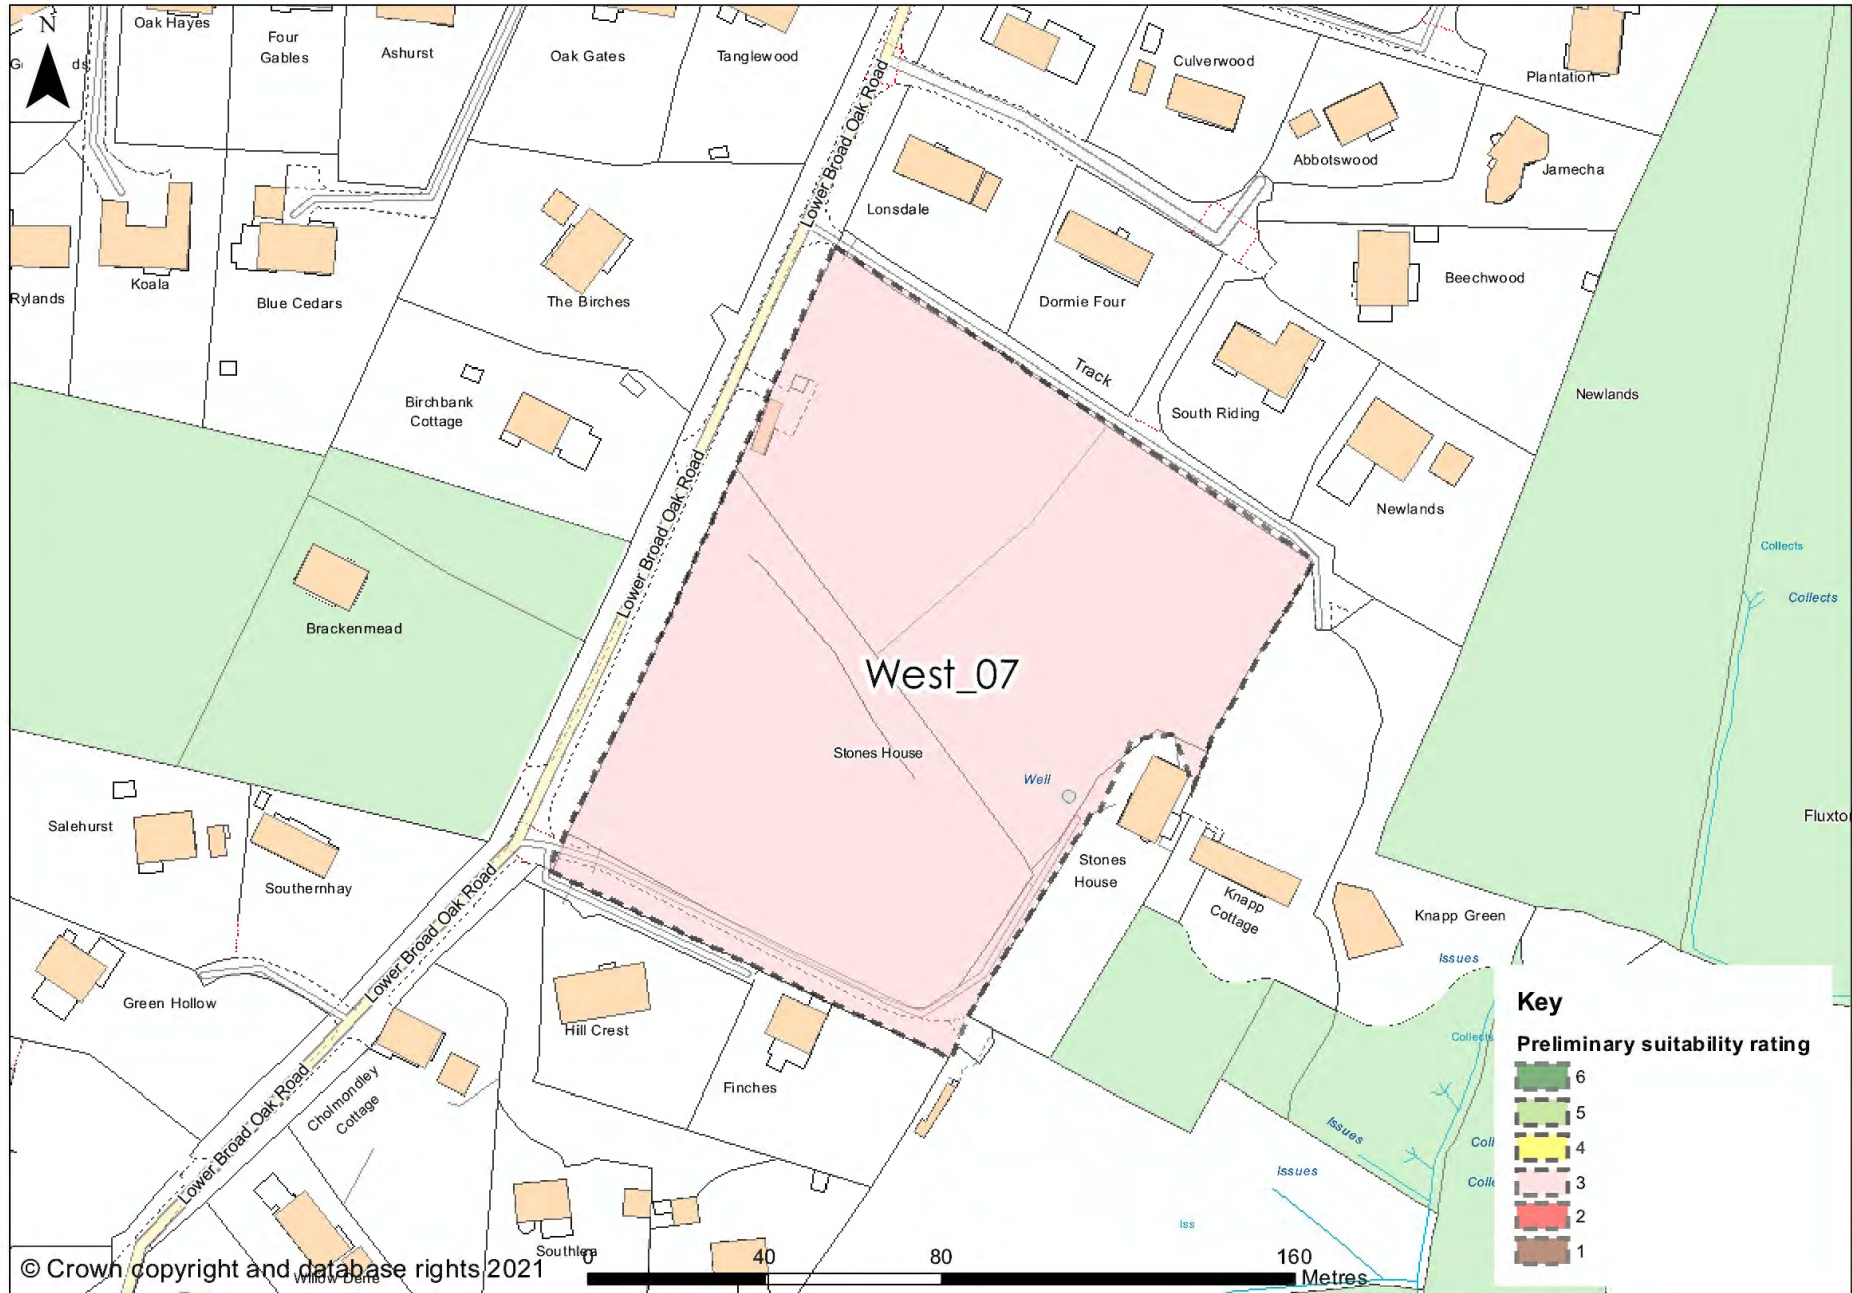 N
Oak Hayes
Four
Gables
Ashurst
Oak Gates
Tanglewood
Culverwood
Plantation
Abbotswood
Jamecha
Lower Broad Oak Road
Lonsdale
Rylands
Koala
Blue Cedars
The Birches
Dormie Four
Beechwood
Track
Birchbank
Cottage
South Riding
Newlands
Newlands
Lower Broad Oak Road
Collects
Collects
Brackenmead
West_07
Stones House
Well
Salehurst
Southernhay
Stones
House
Knapp
Cottage
Knapp Green
Lower Broad Oak Road
Issues
Green Hollow
Hill Crest
Finches
Cholmondley
Cottage
Lower Broad Oak Road
Issues
Issues
Iss
Collects
Southlea
Willow Dene
Key
Preliminary suitability rating
6
5
4
3
2
1
0 40 80 160
Metres
© Crown copyright and database rights 2021